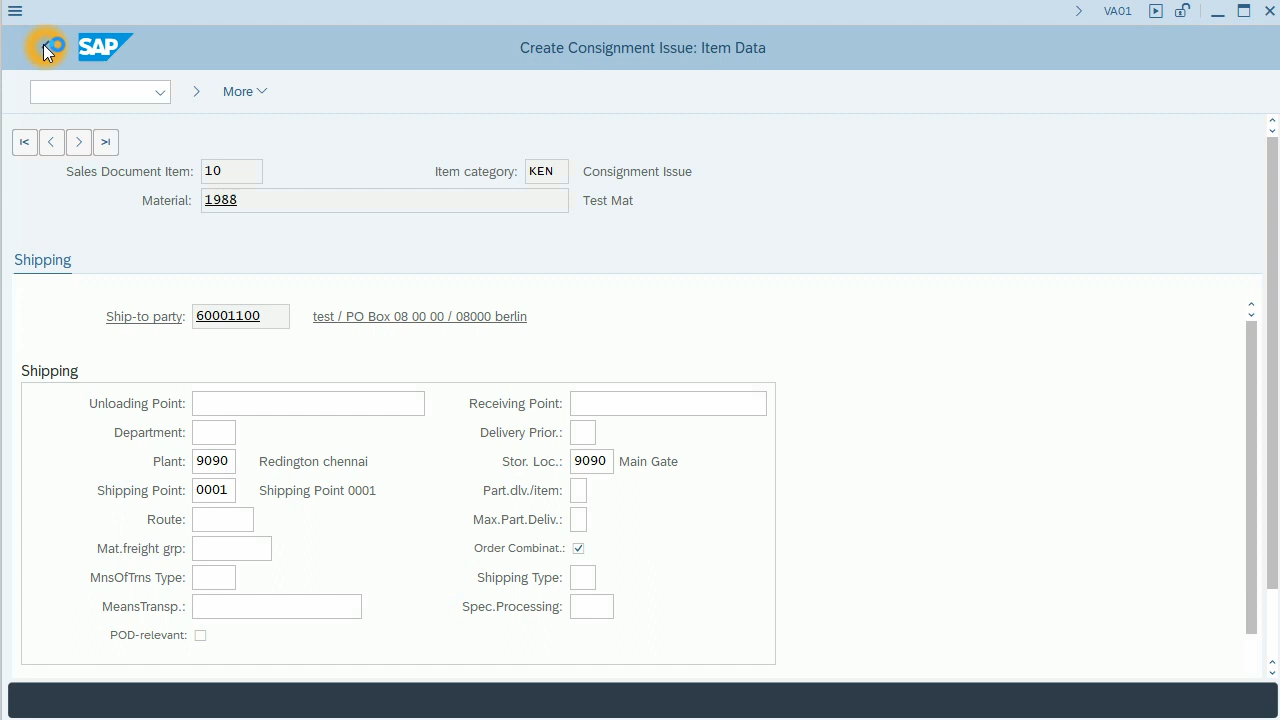 VA01
SAP
Create Consignment Issue: Item Data
More
Sales Document Item: 10 Item category: KEN Consignment Issue
Material: 1988 Test Mat
Shipping
Ship-to party: 60001100 test / PO Box 08 00 00 / 08000 berlin
Shipping
Unloading Point: Receiving Point:
Department: Delivery Prior.:
Plant: 9090 Redington chennai Stor. Loc.: 9090 Main Gate
Shipping Point: 0001 Shipping Point 0001 Part.dlv./item:
Route: Max.Part.Deliv.:
Mat.freight grp: Order Combinat.:
MnsOfTrns Type: Shipping Type:
MeansTransp.: Spec.Processing:
POD-relevant: